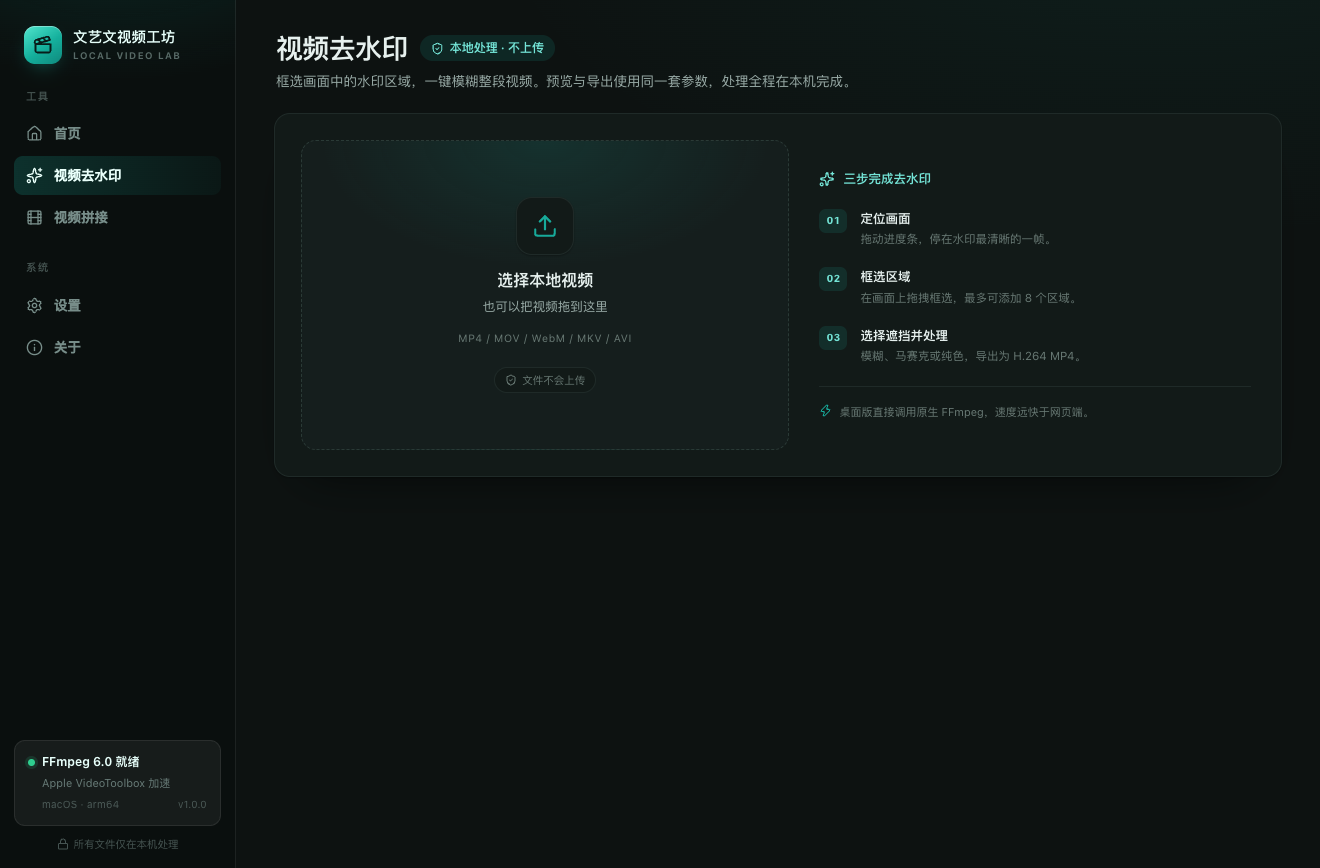 文艺文视频工坊
LOCAL VIDEO LAB
工具
首页
视频去水印
视频拼接
系统
设置
关于
FFmpeg 6.0 就绪
Apple VideoToolbox 加速
macOS · arm64 v1.0.0
所有文件仅在本机处理
视频去水印 本地处理 · 不上传
框选画面中的水印区域，一键模糊整段视频。预览与导出使用同一套参数，处理全程在本机完成。
选择本地视频
也可以把视频拖到这里
MP4 / MOV / WebM / MKV / AVI
文件不会上传
三步完成去水印
01 定位画面
拖动进度条，停在水印最清晰的一帧。
02 框选区域
在画面上拖拽框选，最多可添加 8 个区域。
03 选择遮挡并处理
模糊、马赛克或纯色，导出为 H.264 MP4。
桌面版直接调用原生 FFmpeg，速度远快于网页端。